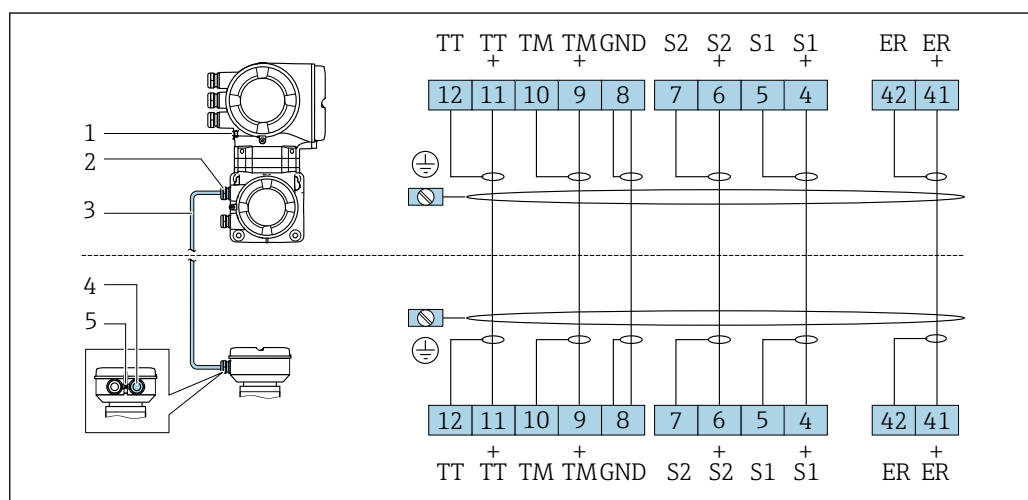 TT TT TM TM GND S2 S2 S1 S1 ER ER
+ + + + +
12 11 10 9 8 7 6 5 4 42 41
1
2
3
4
5
12 11 10 9 8 7 6 5 4 42 41
+ + + + +
TT TT TM TM GND S2 S2 S1 S1 ER ER